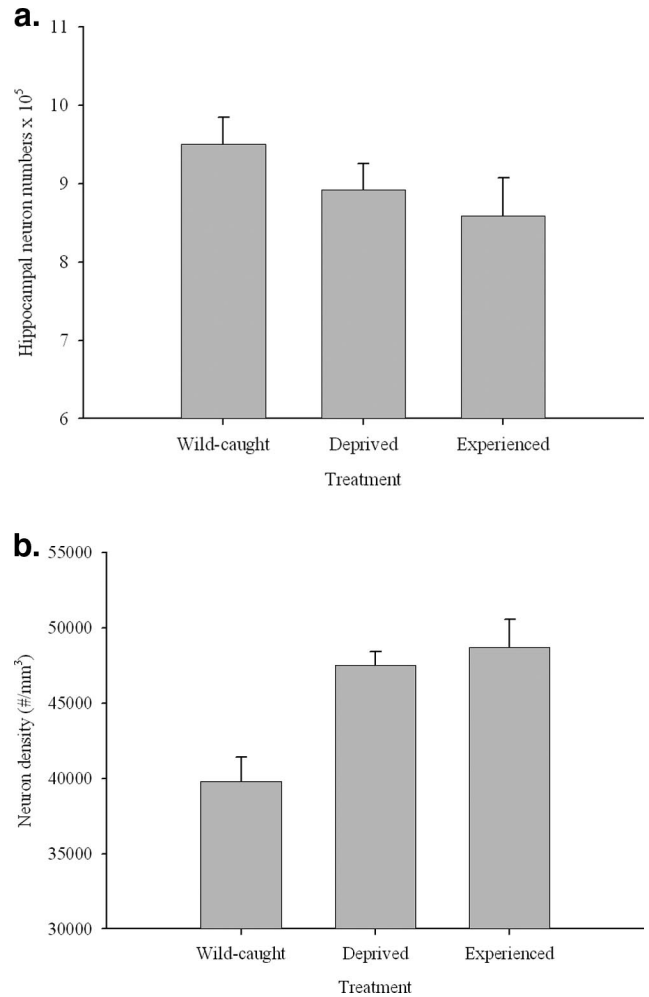 a.
11
10
9
8
7
6
Hippocampal neuron numbers x 10⁵
Wild-caught Deprived Experienced
Treatment
b.
55000
50000
45000
40000
35000
30000
Neuron density (#/mm³)
Wild-caught Deprived Experienced
Treatment